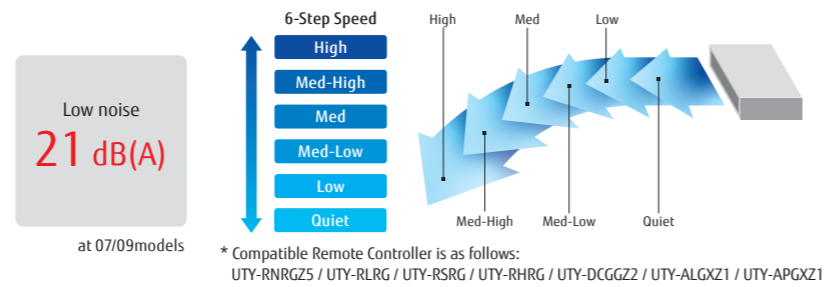 Low noise
21 dB(A)
at 07/09models
6-Step Speed
High
Med-High
Med
Med-Low
Low
Quiet
High
Med
Low
Med-High
Med-Low
Quiet
* Compatible Remote Controller is as follows:
UTY-RNRGZ5 / UTY-RLRG / UTY-RSRG / UTY-RHRG / UTY-DCGGZ2 / UTY-ALGXZ1 / UTY-APGXZ1